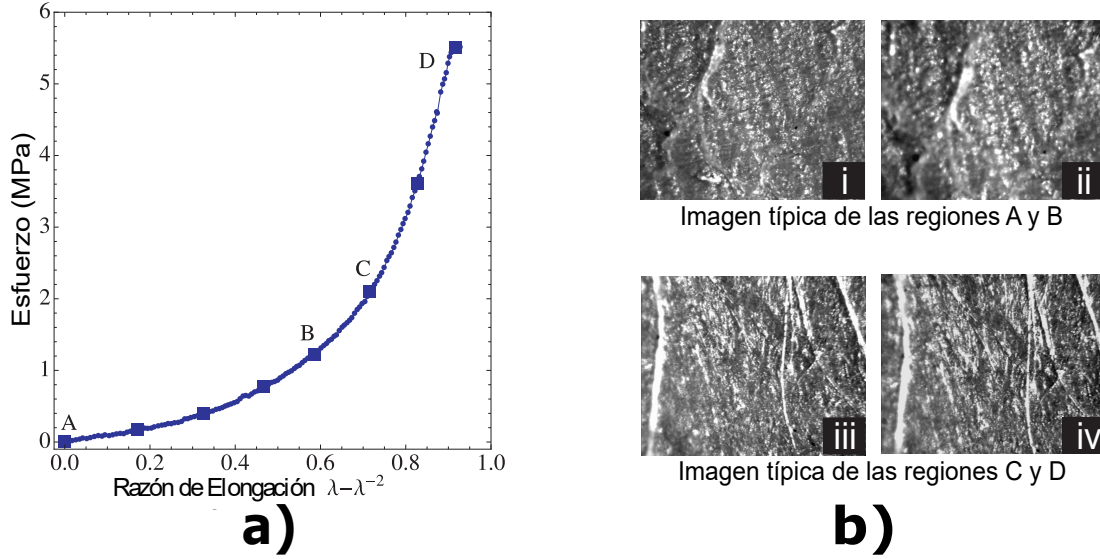 6
5
4
3
2
1
0
Esfuerzo (MPa)
A
B
C
D
0.0 0.2 0.4 0.6 0.8 1.0
Razón de Elongación λ−λ⁻²
a)
i
ii
Imagen típica de las regiones A y B
iii
iv
Imagen típica de las regiones C y D
b)